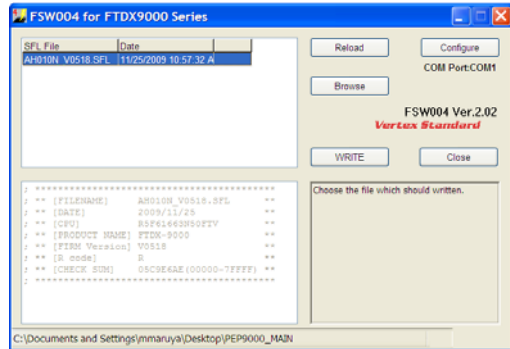 FSW004 for FTDX9000 Series
SFL File Date
AH010N_V0518.SFL 11/25/2009 10:57:32 A
Reload Configure
COM Port:COM1
Browse
FSW004 Ver.2.02
Vertex Standard
WRITE Close
; ******************************************
; ** [FILENAME] AH010N_V0518.SFL **
; ** [DATE] 2009/11/25 **
; ** [CPU] R5F61663N50FTV **
; ** [PRODUCT NAME] FTDX-9000 **
; ** [FIRM Version] V0518 **
; ** [R code] R **
; ** [CHECK SUM] 05C9E6AE(00000-7FFFF) **
; ******************************************
Choose the file which should written.
C:\Documents and Settings\mmaruya\Desktop\PEP9000_MAIN